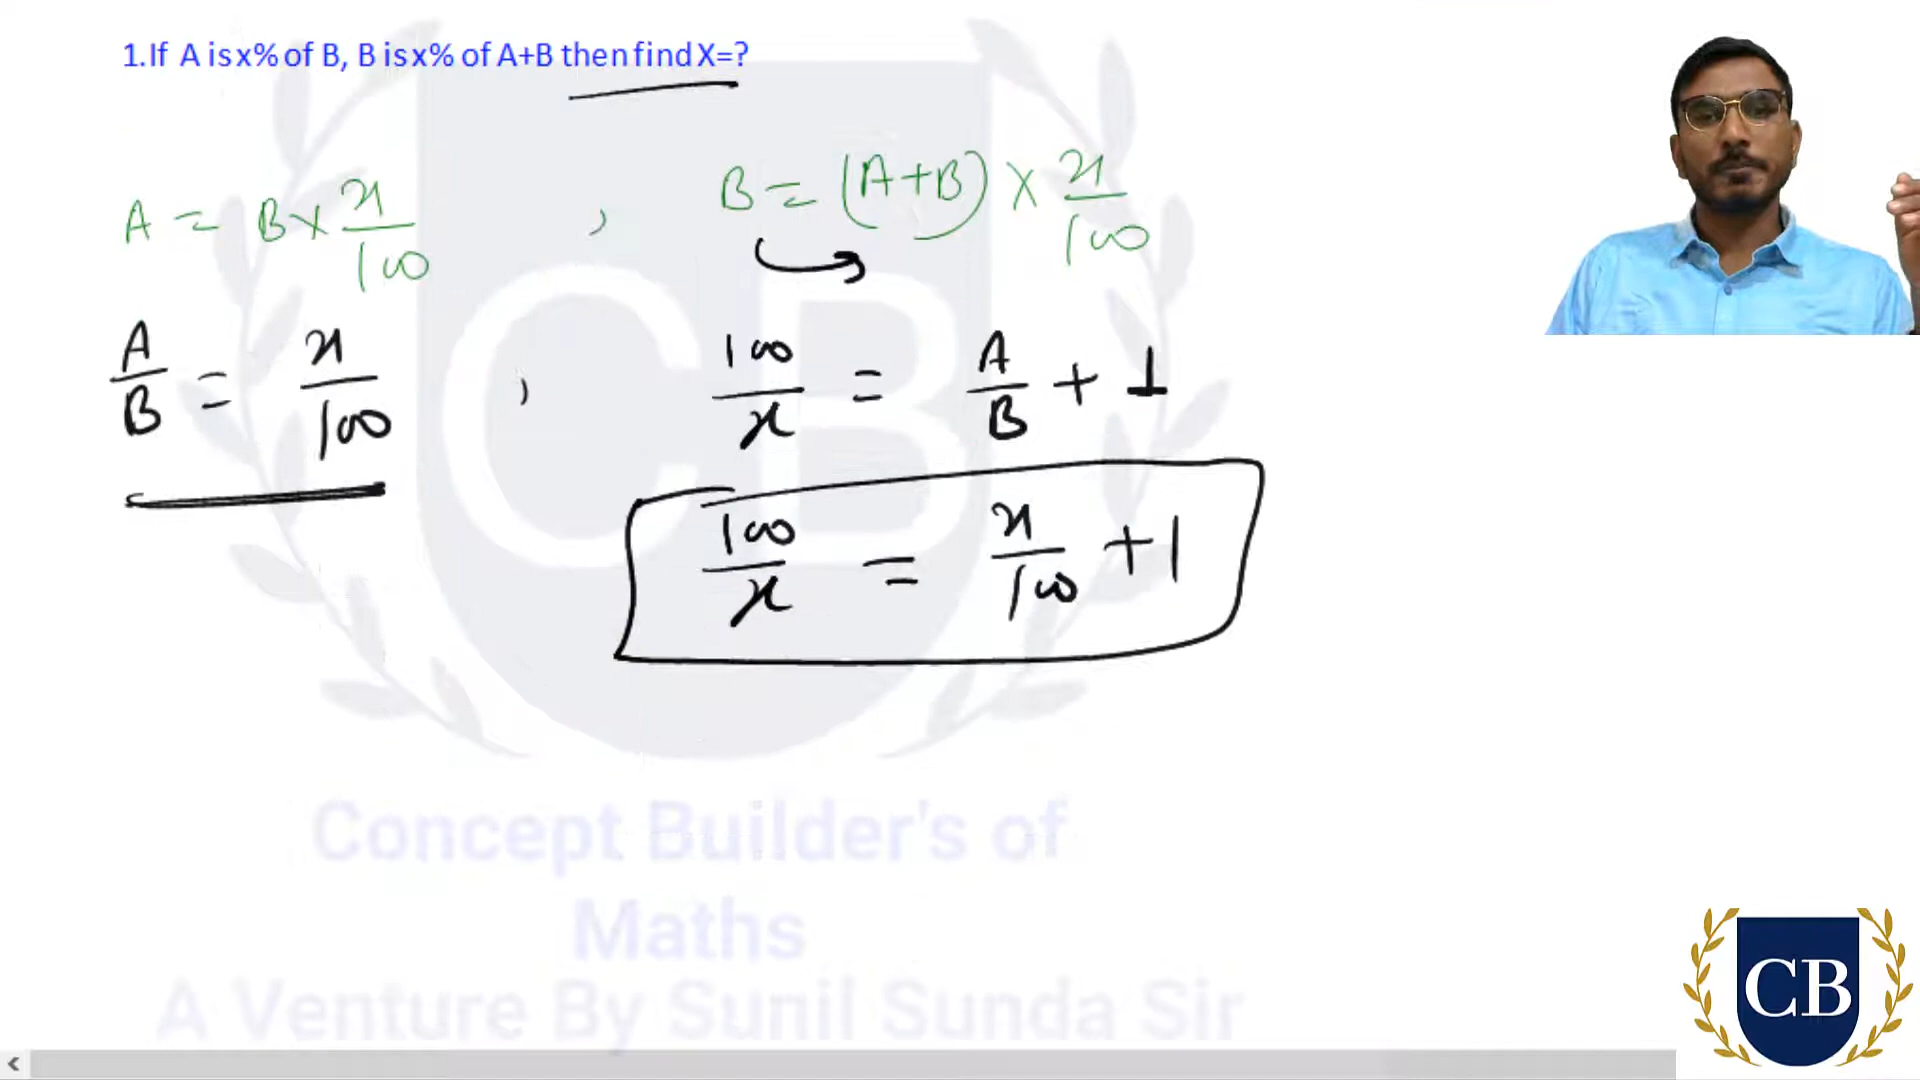 1.If A is x% of B, B is x% of A+B then find X=?
A = B × x/100 , B = (A+B) × x/100
A/B = x/100 , 100/x = A/B + 1
100/x = x/100 + 1
CB
Concept Builder's of
Maths
A Venture By Sunil Sunda Sir
CB